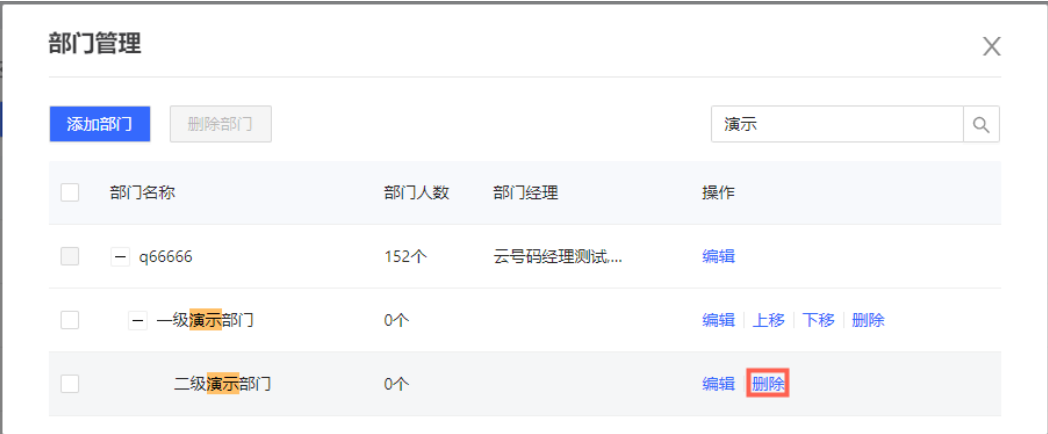 部门管理
添加部门 删除部门 演示
部门名称 部门人数 部门经理 操作
q66666 152个 云号码经理测试,... 编辑
一级演示部门 0个 编辑 上移 下移 删除
二级演示部门 0个 编辑 删除